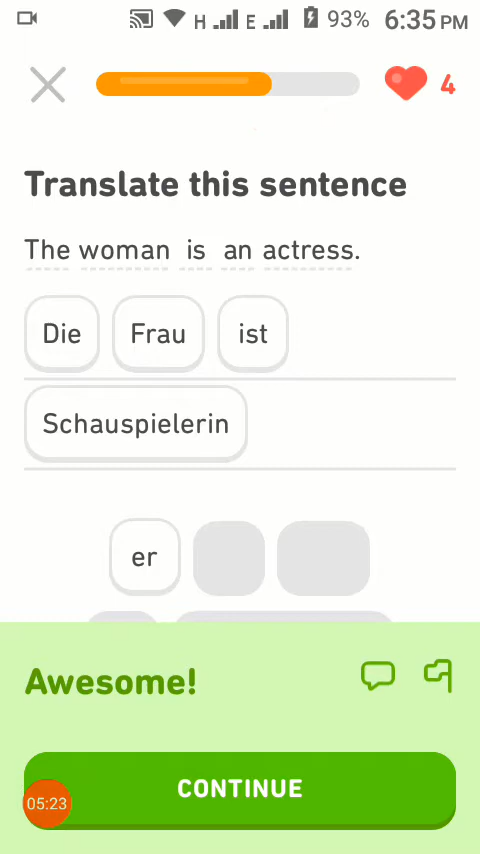 H E 93% 6:35 PM
4
Translate this sentence
The woman is an actress.
Die Frau ist
Schauspielerin
er
Awesome!
CONTINUE
05:23